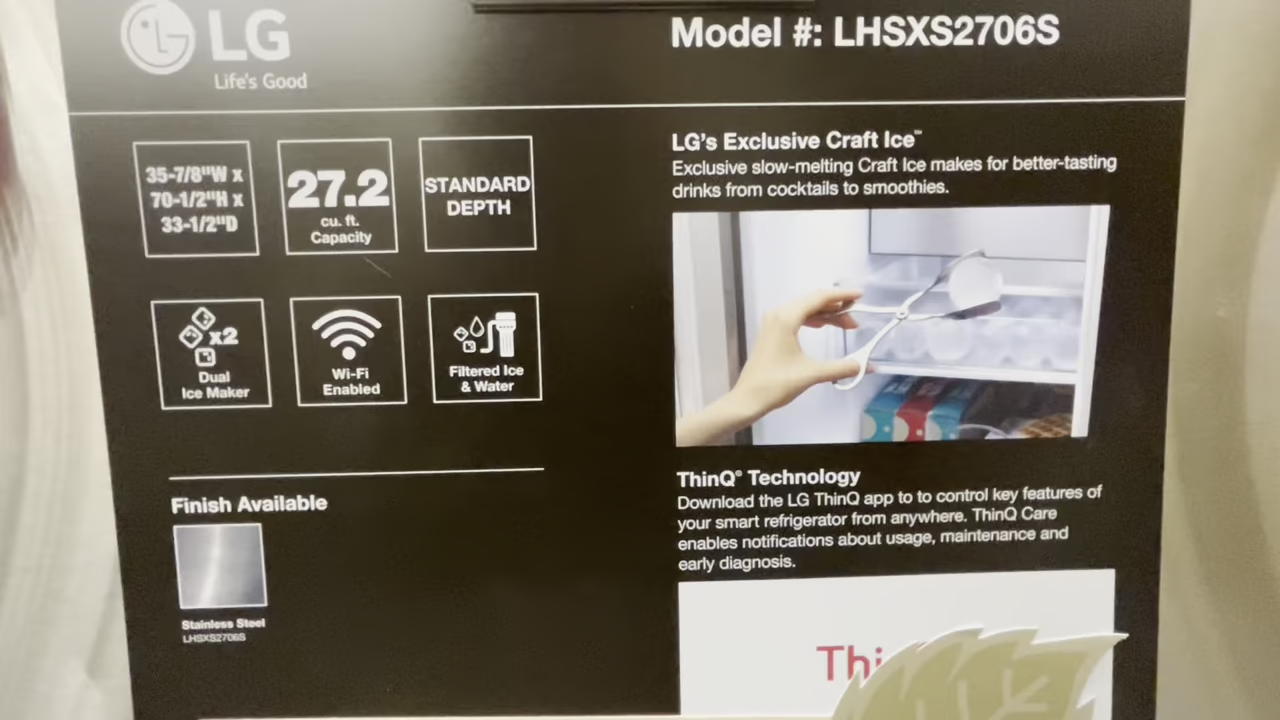 LG
Life's Good
Model #: LHSXS2706S
35-7/8"W x
70-1/2"H x
33-1/2"D
27.2
cu. ft.
Capacity
STANDARD
DEPTH
x2
Dual
Ice Maker
Wi-Fi
Enabled
Filtered Ice
& Water
Finish Available
Stainless Steel
LHSXS2706S
LG's Exclusive Craft Ice™
Exclusive slow-melting Craft Ice makes for better-tasting
drinks from cocktails to smoothies.
ThinQ® Technology
Download the LG ThinQ app to to control key features of
your smart refrigerator from anywhere. ThinQ Care
enables notifications about usage, maintenance and
early diagnosis.
Thi